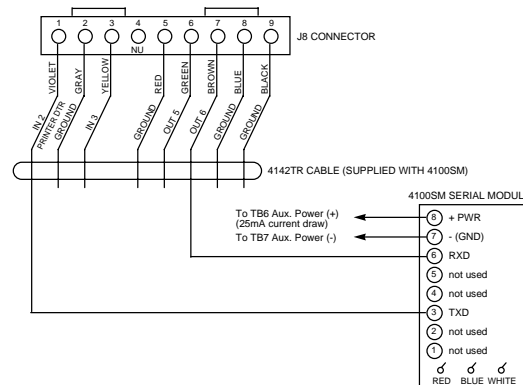 1 2 3 4 5 6 7 8 9
J8 CONNECTOR
NU
VIOLET GRAY YELLOW RED GREEN BROWN BLUE BLACK
IN 2 PRINTER DTR GROUND IN 3 GROUND OUT 5 OUT 6 GROUND GROUND
4142TR CABLE (SUPPLIED WITH 4100SM)
4100SM SERIAL MODUL
To TB6 Aux. Power (+)
(25mA current draw)
8 + PWR
To TB7 Aux. Power (-)
7 - (GND)
6 RXD
5 not used
4 not used
3 TXD
2 not used
1 not used
RED BLUE WHITE